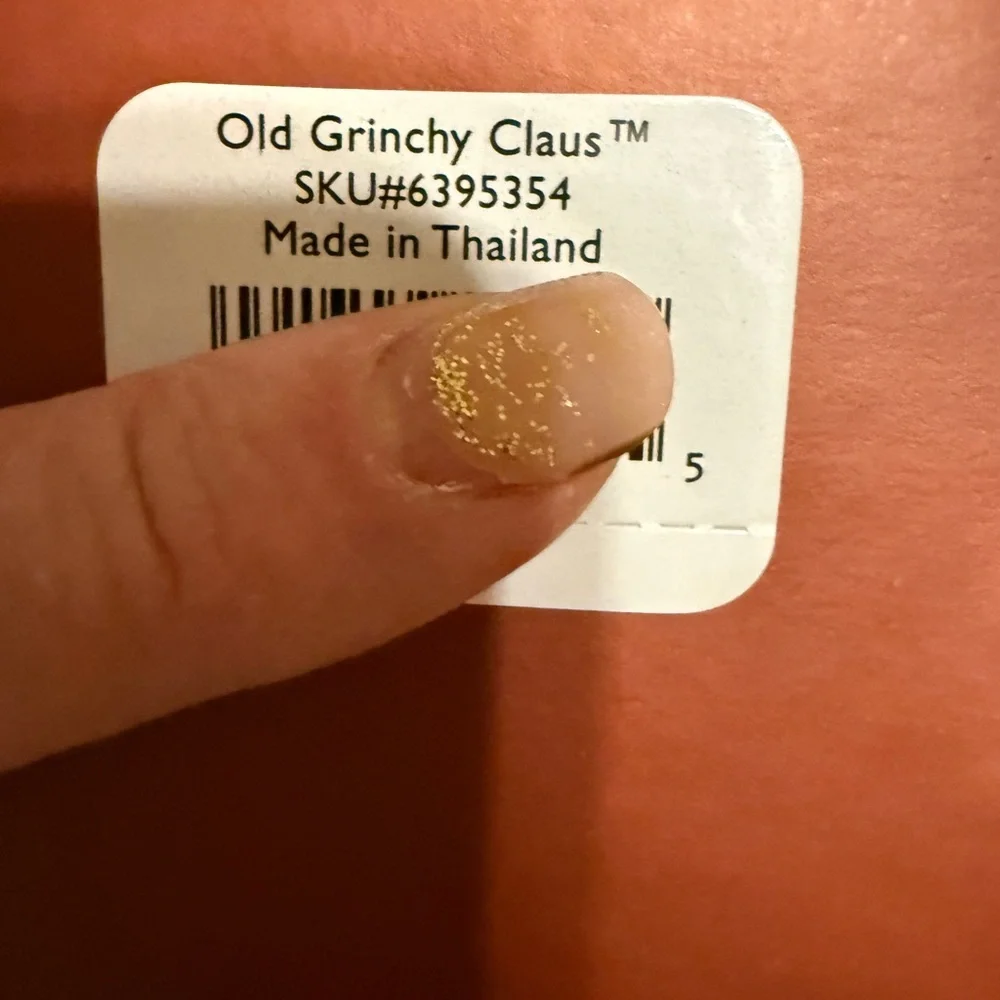 Old Grinchy Claus™
SKU#6395354
Made in Thailand
5